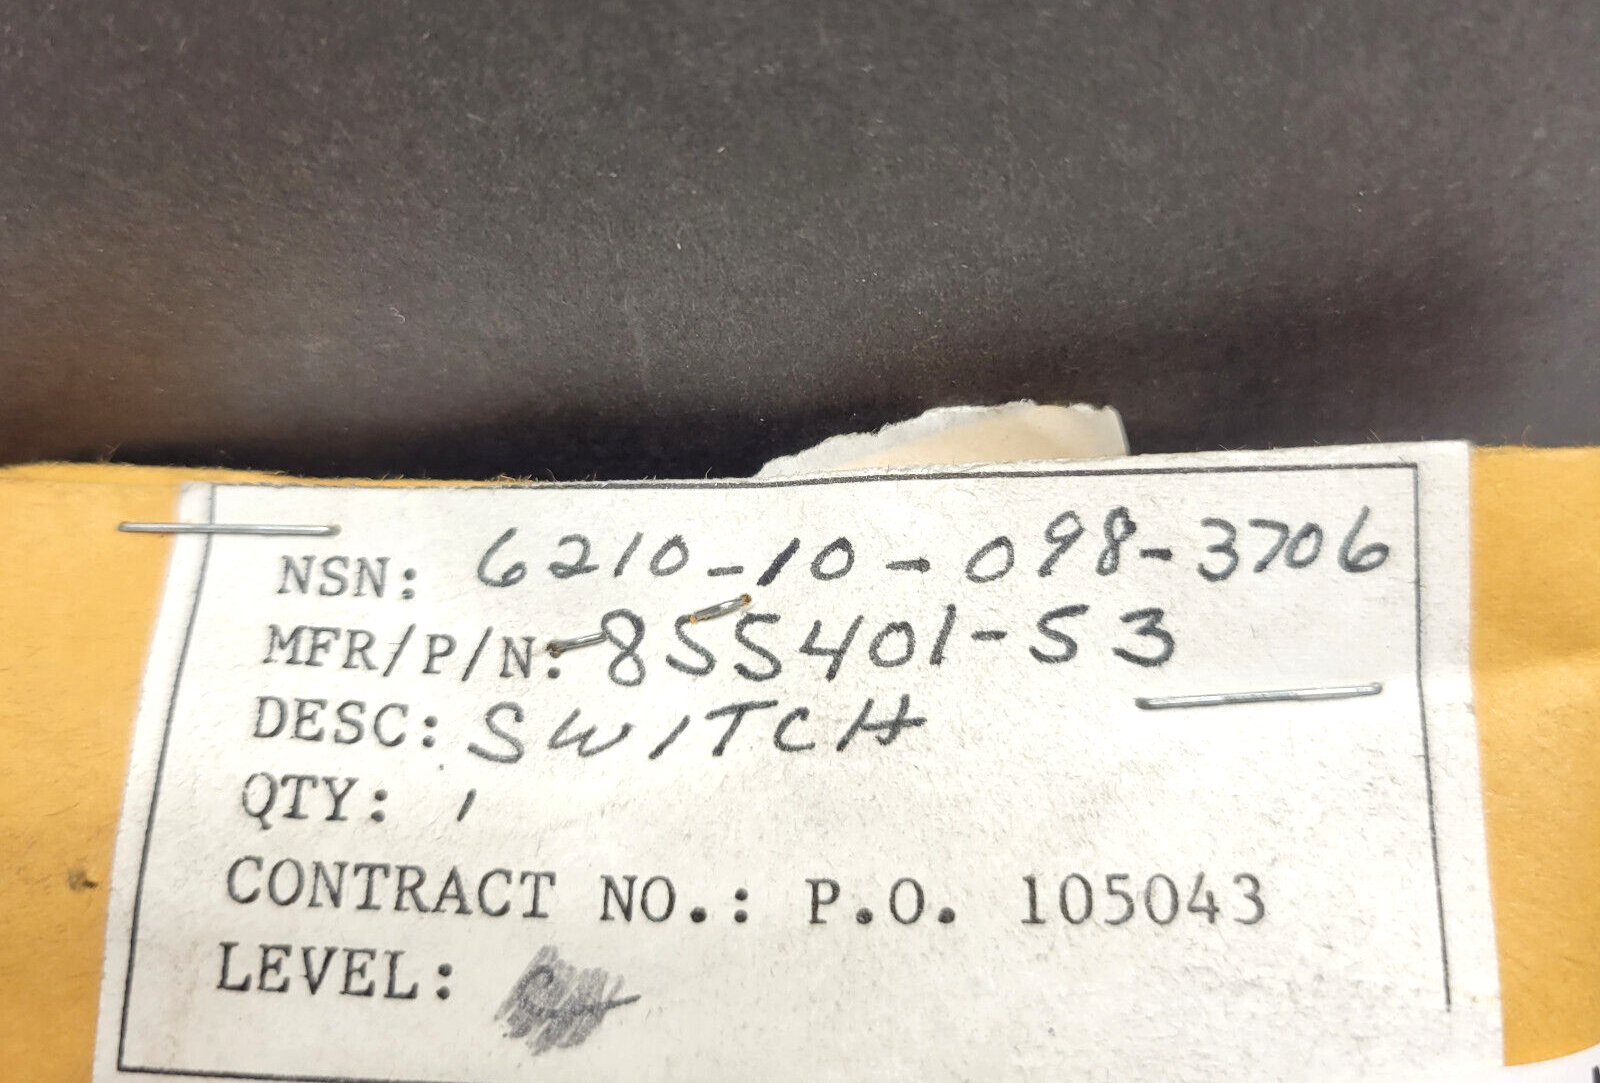 NSN: 6210-10-098-3706
MFR/P/N: 855401-53
DESC: SWITCH
QTY: 1
CONTRACT NO.: P.O. 105043
LEVEL: